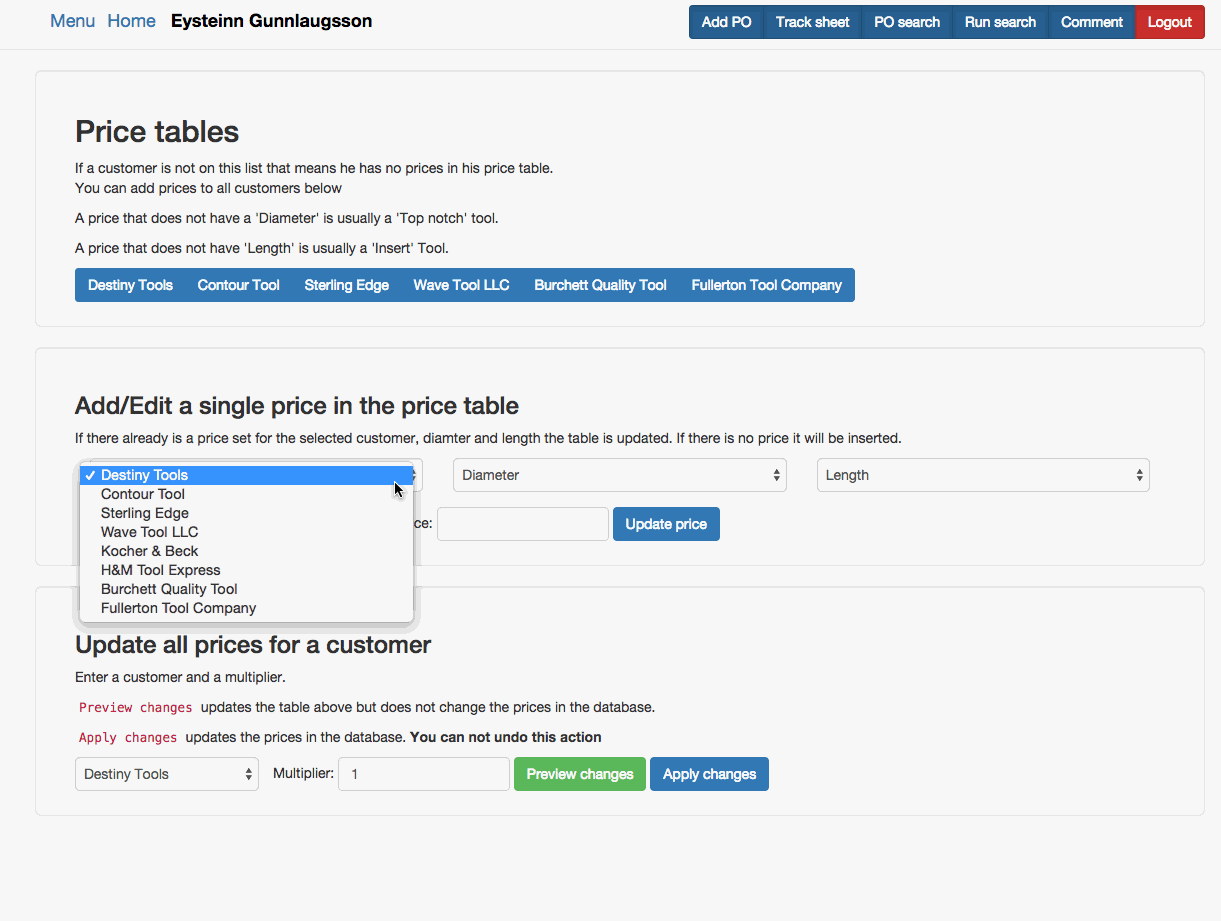 Menu Home Eysteinn Gunnlaugsson Add PO Track sheet PO search Run search Comment Logout
Price tables
If a customer is not on this list that means he has no prices in his price table.
You can add prices to all customers below
A price that does not have a 'Diameter' is usually a 'Top notch' tool.
A price that does not have 'Length' is usually a 'Insert' Tool.
Destiny Tools Contour Tool Sterling Edge Wave Tool LLC Burchett Quality Tool Fullerton Tool Company
Add/Edit a single price in the price table
If there already is a price set for the selected customer, diamter and length the table is updated. If there is no price it will be inserted.
✓ Destiny Tools Diameter Length
Contour Tool
Sterling Edge
ce: Update price
Wave Tool LLC
Kocher & Beck
H&M Tool Express
Burchett Quality Tool
Fullerton Tool Company
Update all prices for a customer
Enter a customer and a multiplier.
Preview changes updates the table above but does not change the prices in the database.
Apply changes updates the prices in the database. You can not undo this action
Destiny Tools Multiplier: 1 Preview changes Apply changes